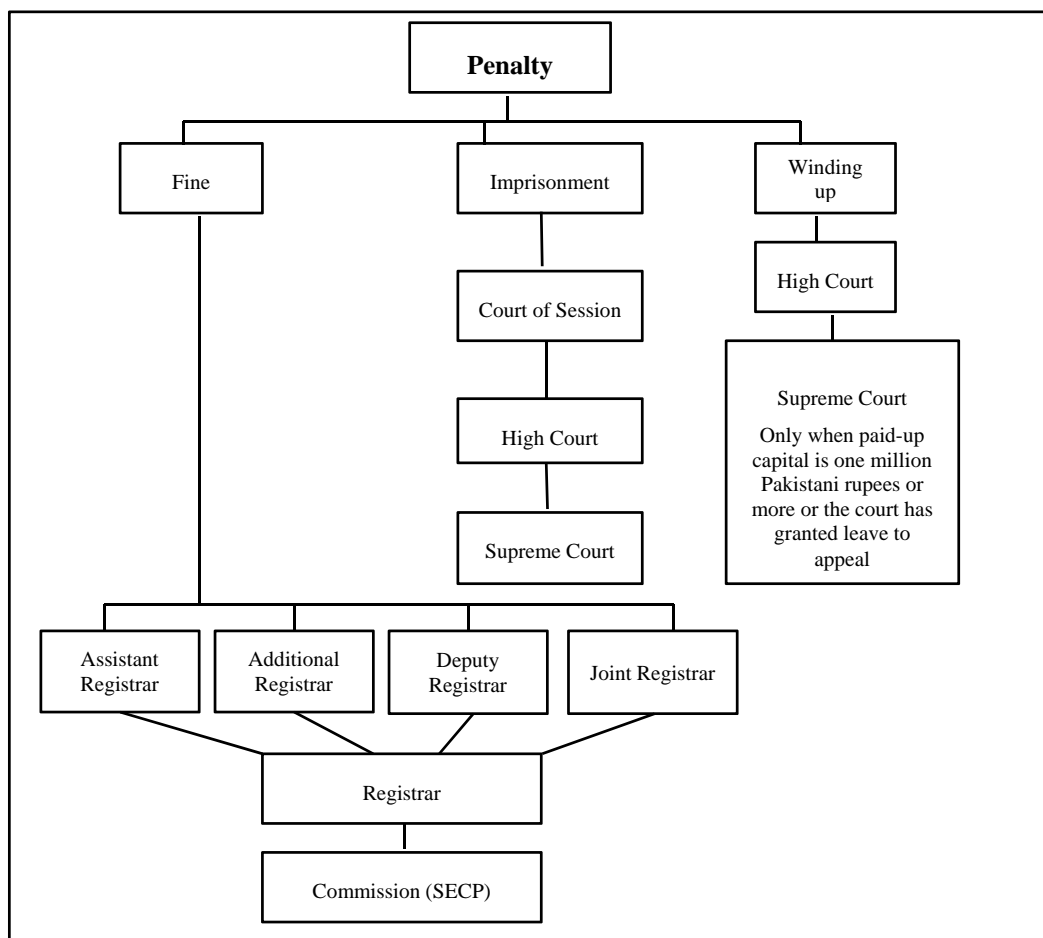 Penalty
Fine
Imprisonment
Winding
up
Court of Session
High Court
High Court
Supreme Court
Only when paid-up
capital is one million
Pakistani rupees or
more or the court has
granted leave to
appeal
Supreme Court
Assistant
Registrar
Additional
Registrar
Deputy
Registrar
Joint Registrar
Registrar
Commission (SECP)